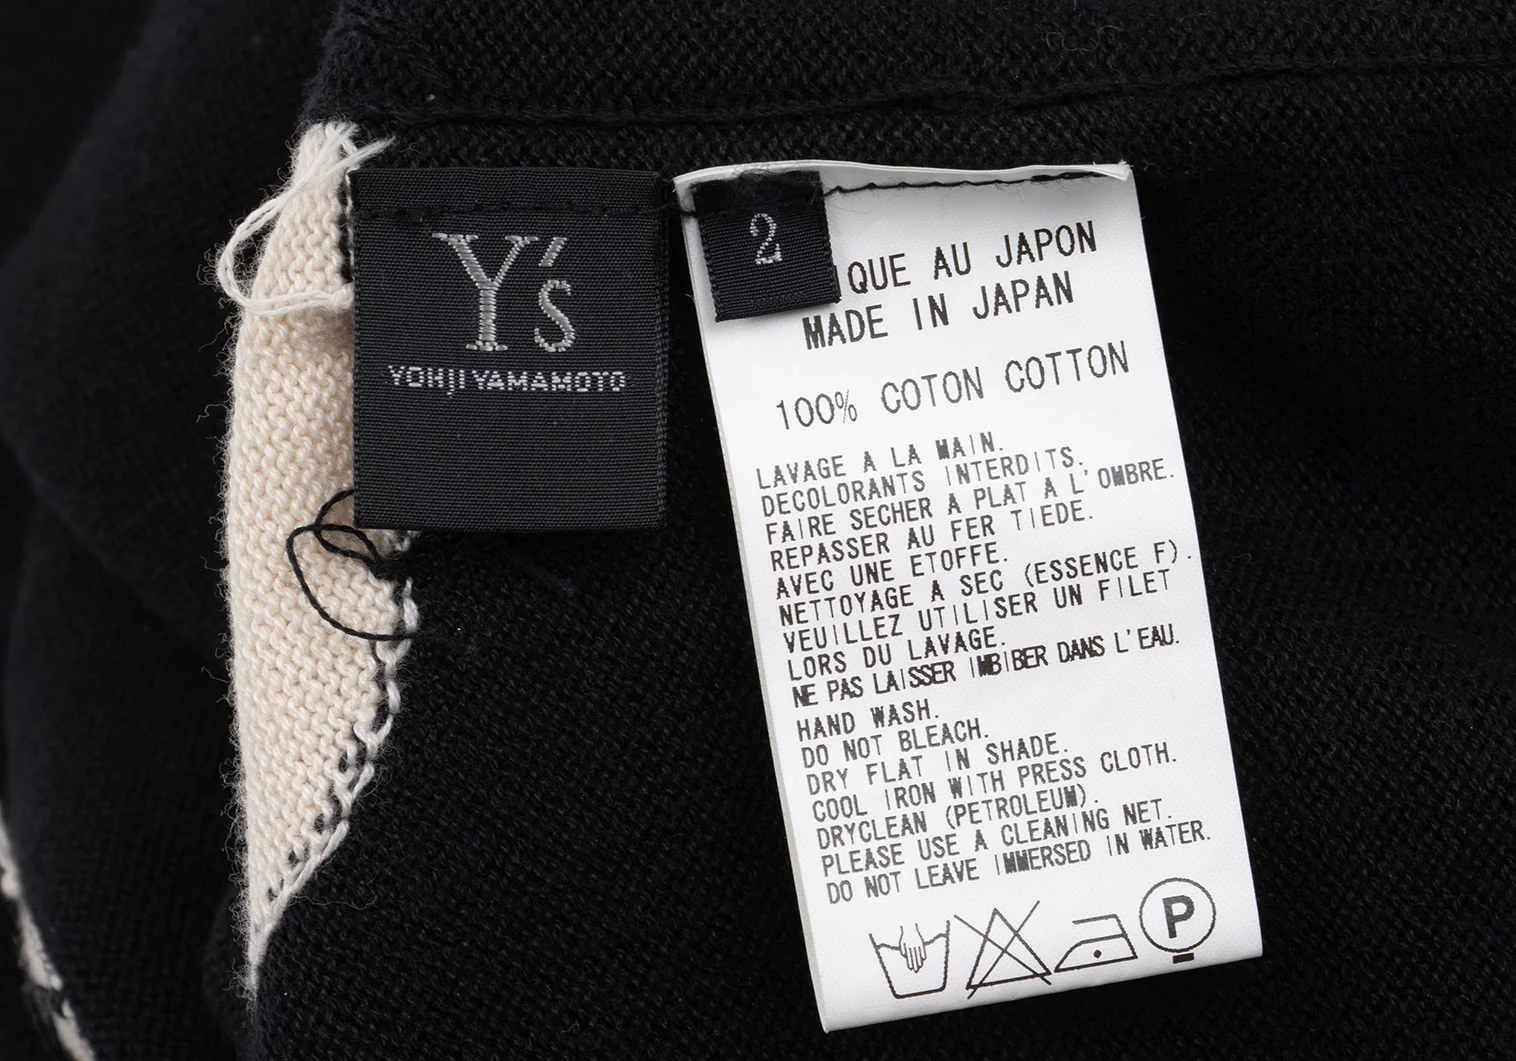 Y's
YOHJI YAMAMOTO
2
IQUE AU JAPON
MADE IN JAPAN
100% COTON COTTON
LAVAGE A LA MAIN.
DECOLORANTS INTERDITS.
FAIRE SECHER A PLAT A L'OMBRE.
REPASSER AU FER TIEDE.
AVEC UNE ETOFFE.
NETTOYAGE A SEC (ESSENCE F).
VEUILLEZ UTILISER UN FILET
LORS DU LAVAGE.
NE PAS LAISSER IMBIBER DANS L'EAU.
HAND WASH.
DO NOT BLEACH.
DRY FLAT IN SHADE.
COOL IRON WITH PRESS CLOTH.
DRYCLEAN (PETROLEUM).
PLEASE USE A CLEANING NET.
DO NOT LEAVE IMMERSED IN WATER.
P